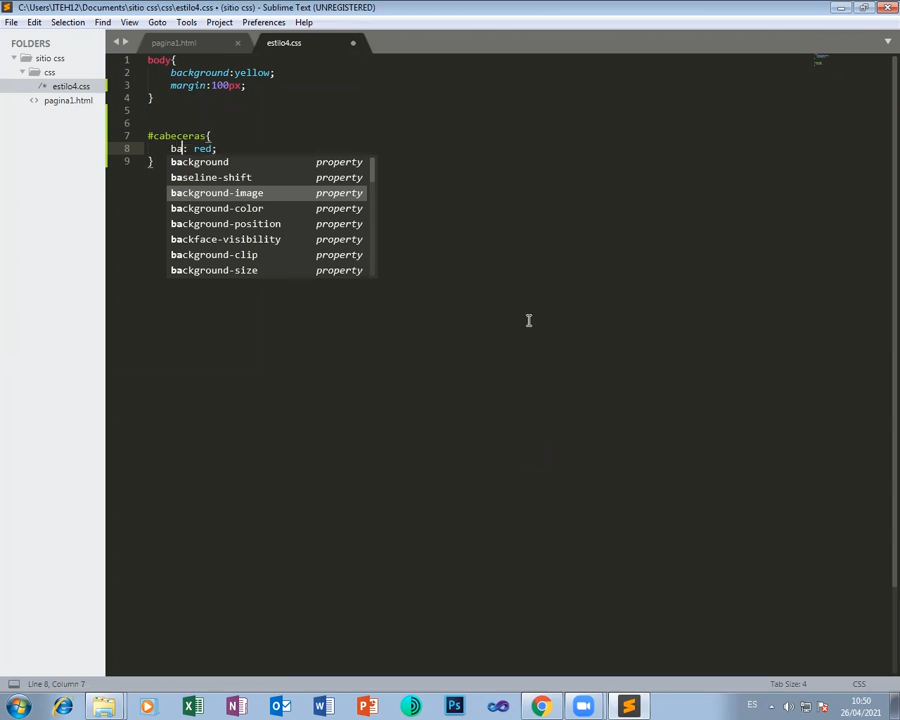 C:\Users\ITEH12\Documents\sitio css\css\estilo4.css • (sitio css) - Sublime Text (UNREGISTERED)
File Edit Selection Find View Goto Tools Project Preferences Help
FOLDERS
sitio css
css
/* estilo4.css
pagina1.html
pagina1.html ×
estilo4.css
1 body{
2 background:yellow;
3 margin:100px;
4 }
5
6
7 #cabeceras{
8 ba: red;
9 }
background property
baseline-shift property
background-image property
background-color property
background-position property
backface-visibility property
background-clip property
background-size property
Line 8, Column 7 Tab Size: 4 CSS
ES 10:50
26/04/2021